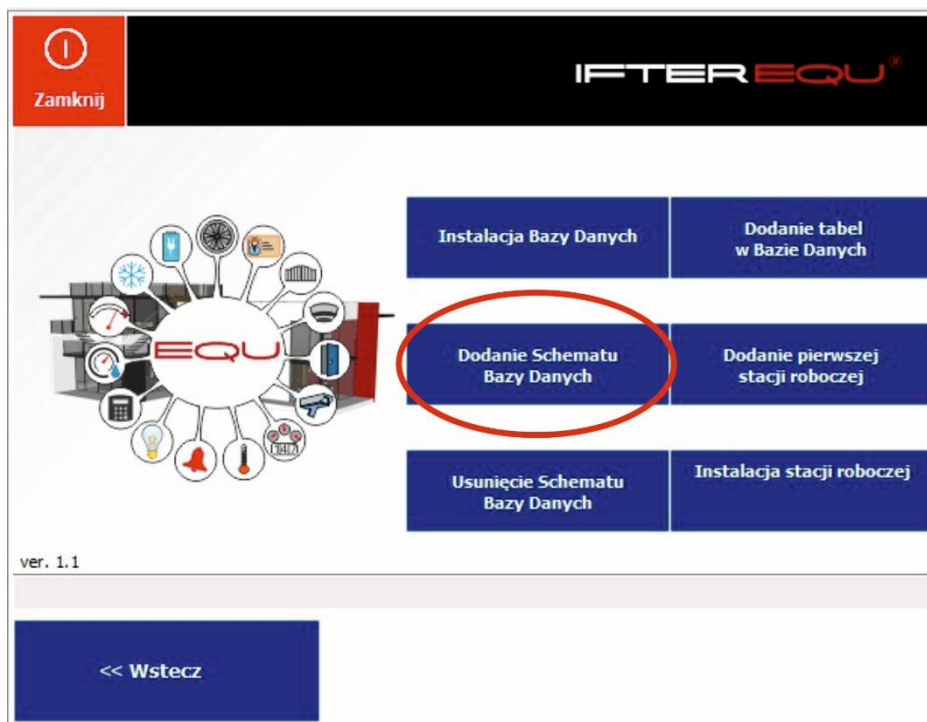 Zamknij
IFTER EQU®
Instalacja Bazy Danych
Dodanie tabel
w Bazie Danych
EQU
Dodanie Schematu
Bazy Danych
Dodanie pierwszej
stacji roboczej
Usunięcie Schematu
Bazy Danych
Instalacja stacji roboczej
ver. 1.1
<< Wstecz